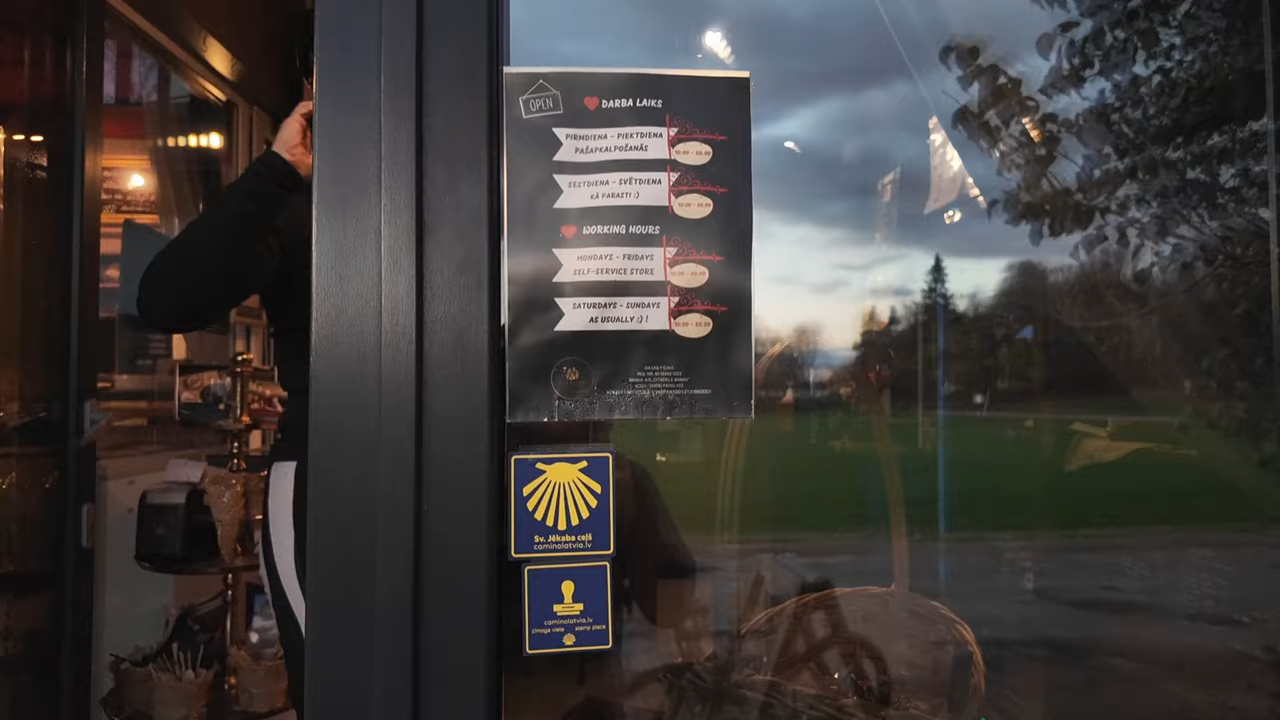 OPEN
DARBA LAIKS
PIRMDIENA - PIEKTDIENA
PAŠAPKALPOŠANĀS
10:00 - 20.00
SESTDIENA - SVĒTDIENA
KĀ PARASTI :)
10:00 - 20.00
WORKING HOURS
MONDAYS - FRIDAYS
SELF-SERVICE STORE
10:00 - 20.00
SATURDAYS - SUNDAYS
AS USUALLY :) !
10:00 - 20.00
Sv. Jēkaba ceļš
caminolatvia.lv
caminolatvia.lv
zīmoga vieta stamp place